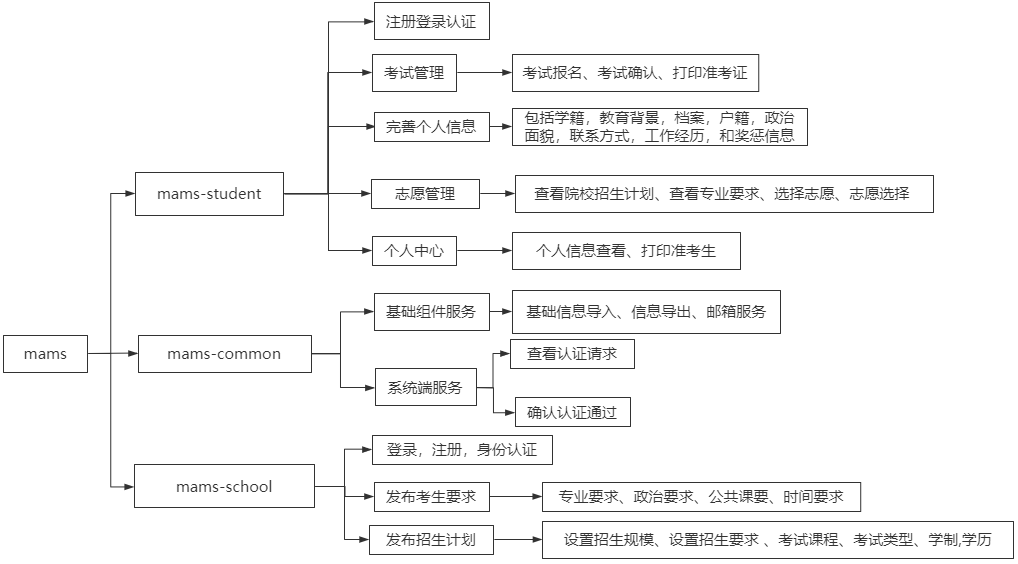 注册登录认证
考试管理
考试报名、考试确认、打印准考证
完善个人信息
包括学籍，教育背景，档案，户籍，政治
面貌，联系方式，工作经历，和奖惩信息
mams-student
志愿管理
查看院校招生计划、查看专业要求、选择志愿、志愿选择
个人中心
个人信息查看、打印准考生
基础组件服务
基础信息导入、信息导出、邮箱服务
mams
mams-common
查看认证请求
系统端服务
确认认证通过
登录，注册，身份认证
mams-school
发布考生要求
专业要求、政治要求、公共课要、时间要求
发布招生计划
设置招生规模、设置招生要求 、考试课程、考试类型、学制,学历